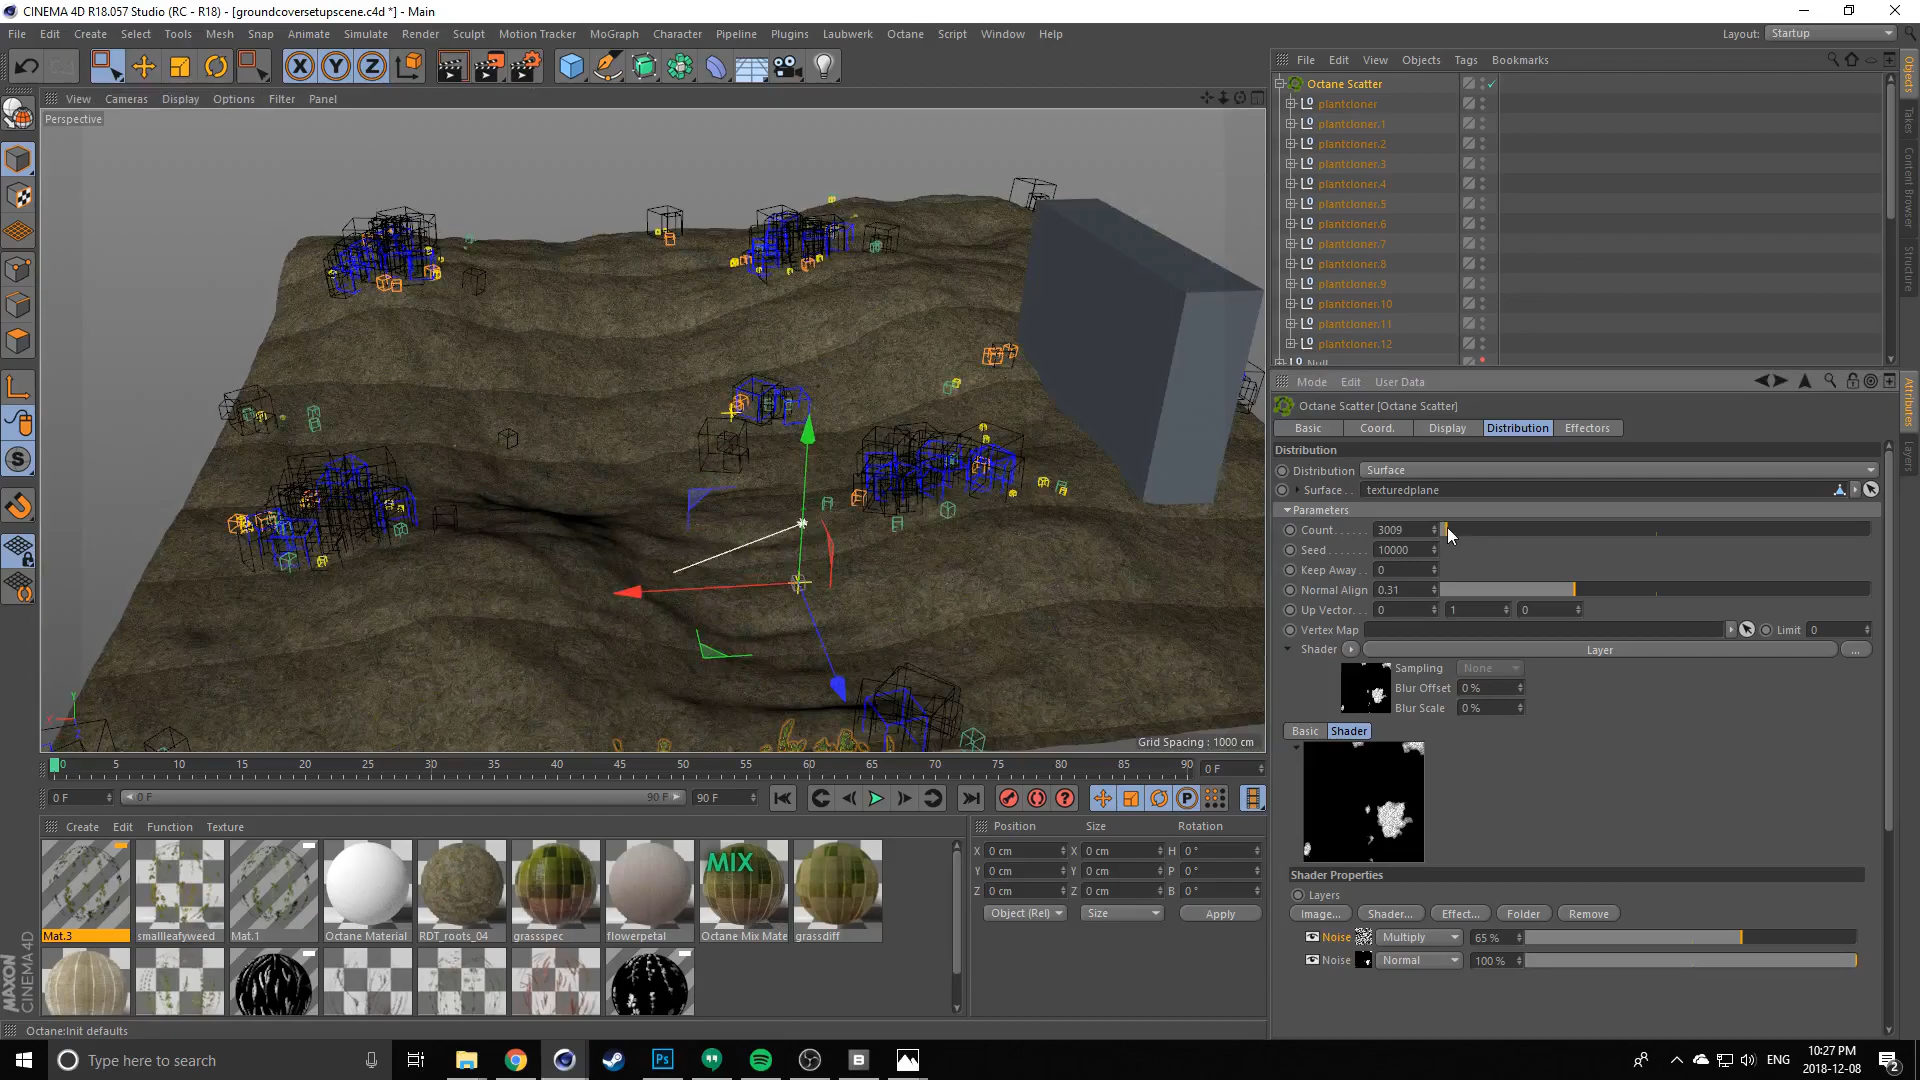 CINEMA 4D R18.057 Studio (RC - R18) - [groundcoversetupscene.c4d *] - Main
File Edit Create Select Tools Mesh Snap Animate Simulate Render Sculpt Motion Tracker MoGraph Character Pipeline Plugins Laubwerk Octane Script Window Help
Layout: Startup
View Cameras Display Options Filter Panel
Perspective
Grid Spacing : 1000 cm
File Edit View Objects Tags Bookmarks
Octane Scatter
plantcloner
plantcloner.1
plantcloner.2
plantcloner.3
plantcloner.4
plantcloner.5
plantcloner.6
plantcloner.7
plantcloner.8
plantcloner.9
plantcloner.10
plantcloner.11
plantcloner.12
Null
Objects
Takes
Content Browser
Structure
Attributes
Layers
Mode Edit User Data
Octane Scatter [Octane Scatter]
Basic Coord. Display Distribution Effectors
Distribution
Distribution Surface
Surface . . texturedplane
Parameters
Count . . . . . . 3009
Seed . . . . . . . 10000
Keep Away . . 0
Normal Align 0.31
Up Vector. . . 0 1 0
Vertex Map Limit 0
Shader Layer ...
Sampling None
Blur Offset 0 %
Blur Scale 0 %
Basic Shader
Shader Properties
Layers
Image... Shader... Effect... Folder Remove
Noise Multiply 65 %
Noise Normal 100 %
0 5 10 15 20 25 30 35 40 45 50 55 60 65 70 75 80 85 90 0 F
0 F 0 F 90 F 90 F
P
Create Edit Function Texture
MIX
Mat.3 smallleafyweed Mat.1 Octane Material RDT_roots_04 grassspec flowerpetal Octane Mix Mate grassdiff
Position Size Rotation
X 0 cm X 0 cm H 0 °
Y 0 cm Y 0 cm P 0 °
Z 0 cm Z 0 cm B 0 °
Object (Rel) Size Apply
MAXON
CINEMA 4D
Octane:Init defaults
Type here to search
ENG
10:27 PM
2018-12-08
2